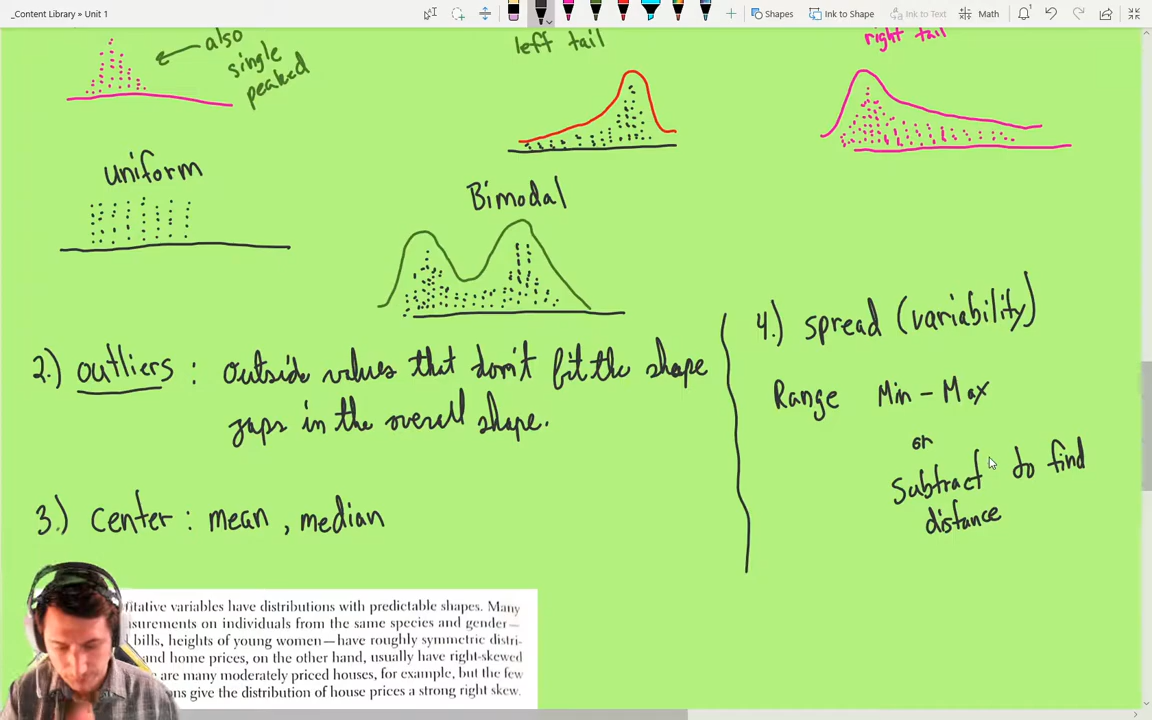 _Content Library » Unit 1
Shapes
Ink to Shape
Ink to Text
Math
also
single
peaked
left tail
right tail
uniform
Bimodal
2.) outliers : outside values that don't fit the shape
gaps in the overall shape.
3.) center : mean , median
4.) spread (variability)
Range Min - Max
or
Subtract to find
distance
itative variables have distributions with predictable shapes. Many
surements on individuals from the same species and gender—
bills, heights of young women—have roughly symmetric distri-
and home prices, on the other hand, usually have right-skewed
are many moderately priced houses, for example, but the few
ns give the distribution of house prices a strong right skew.